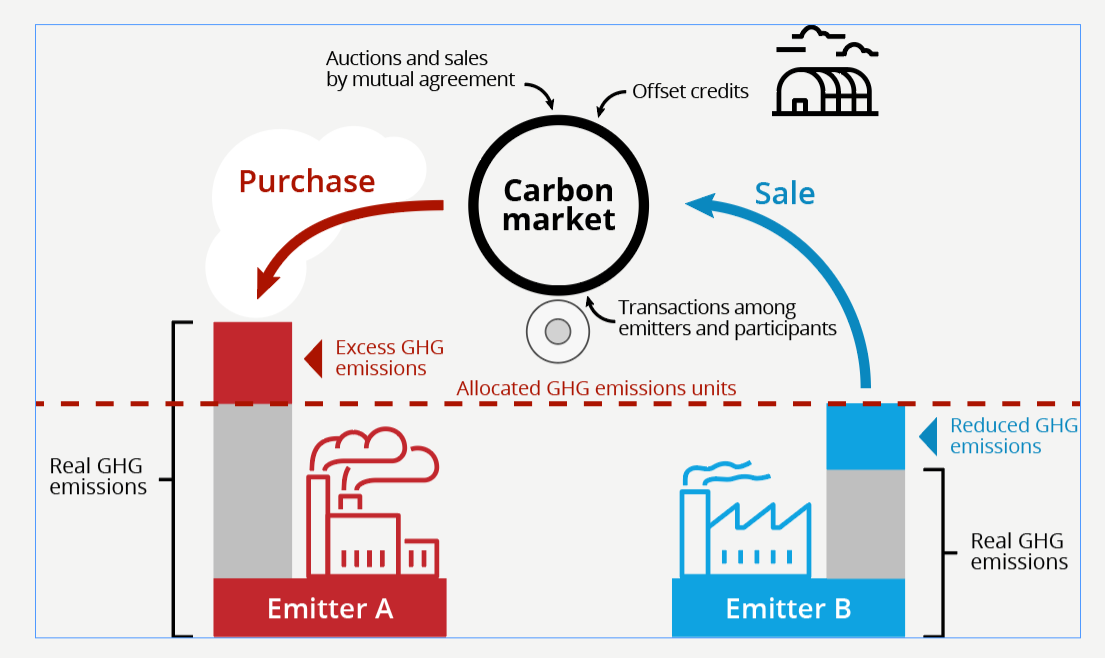 Auctions and sales
by mutual agreement
Offset credits
Purchase
Carbon
market
Sale
Transactions among
emitters and participants
Excess GHG
emissions
Allocated GHG emissions units
Reduced GHG
emissions
Real GHG
emissions
Real GHG
emissions
Emitter A
Emitter B